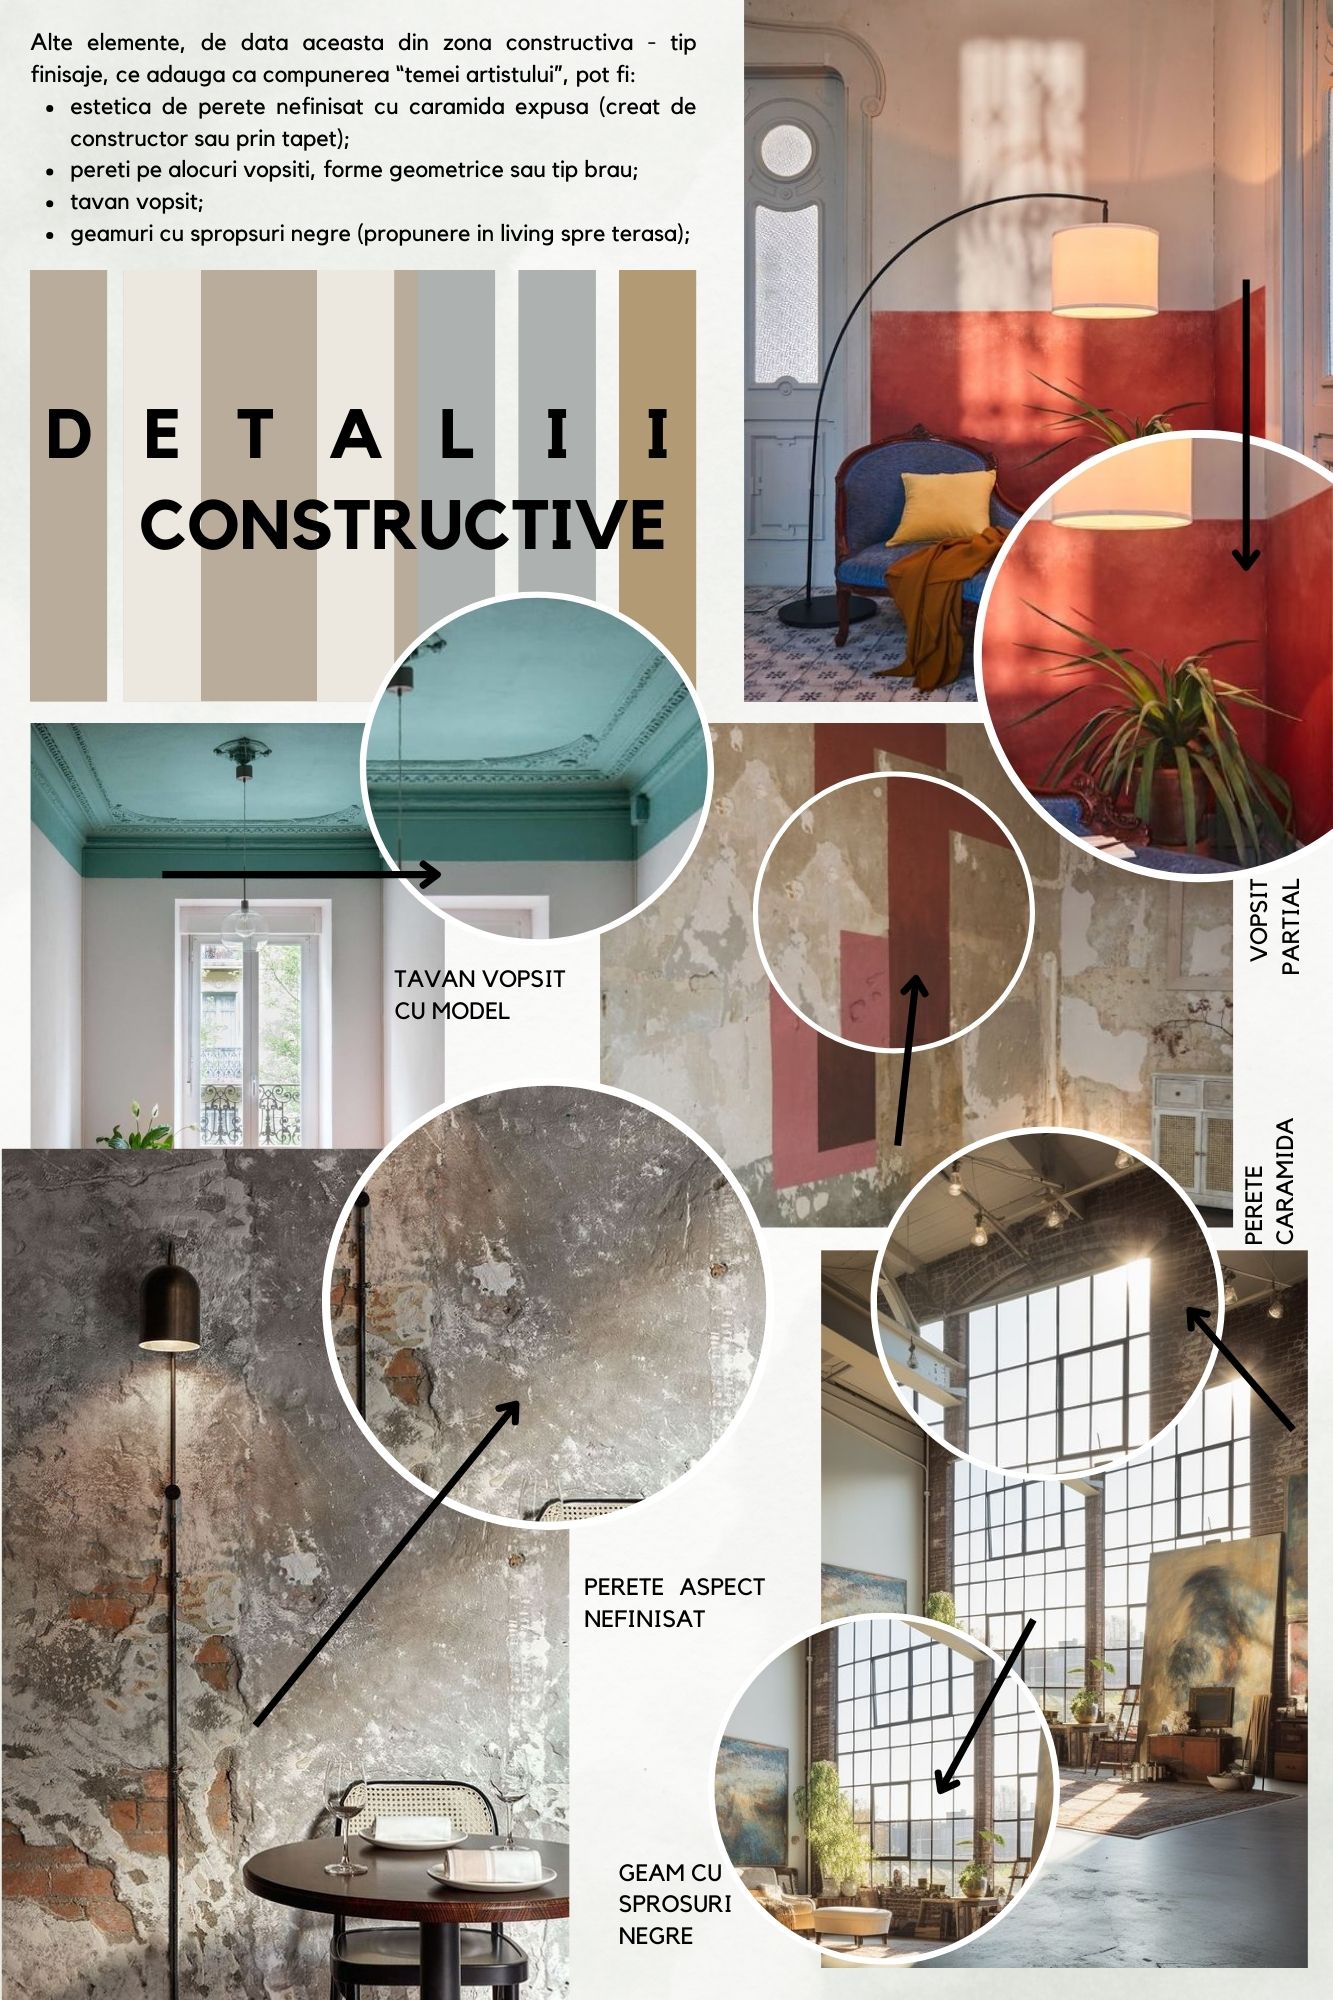 Alte elemente, de data aceasta din zona constructiva - tip
finisaje, ce adauga ca compunerea “temei artistului”, pot fi:
• estetica de perete nefinisat cu caramida expusa (creat de
constructor sau prin tapet);
• pereti pe alocuri vopsiti, forme geometrice sau tip brau;
• tavan vopsit;
• geamuri cu spropsuri negre (propunere in living spre terasa);
DETALII
CONSTRUCTIVE
VOPSIT
PARTIAL
TAVAN VOPSIT
CU MODEL
PERETE
CARAMIDA
PERETE ASPECT
NEFINISAT
GEAM CU
SPROSURI
NEGRE